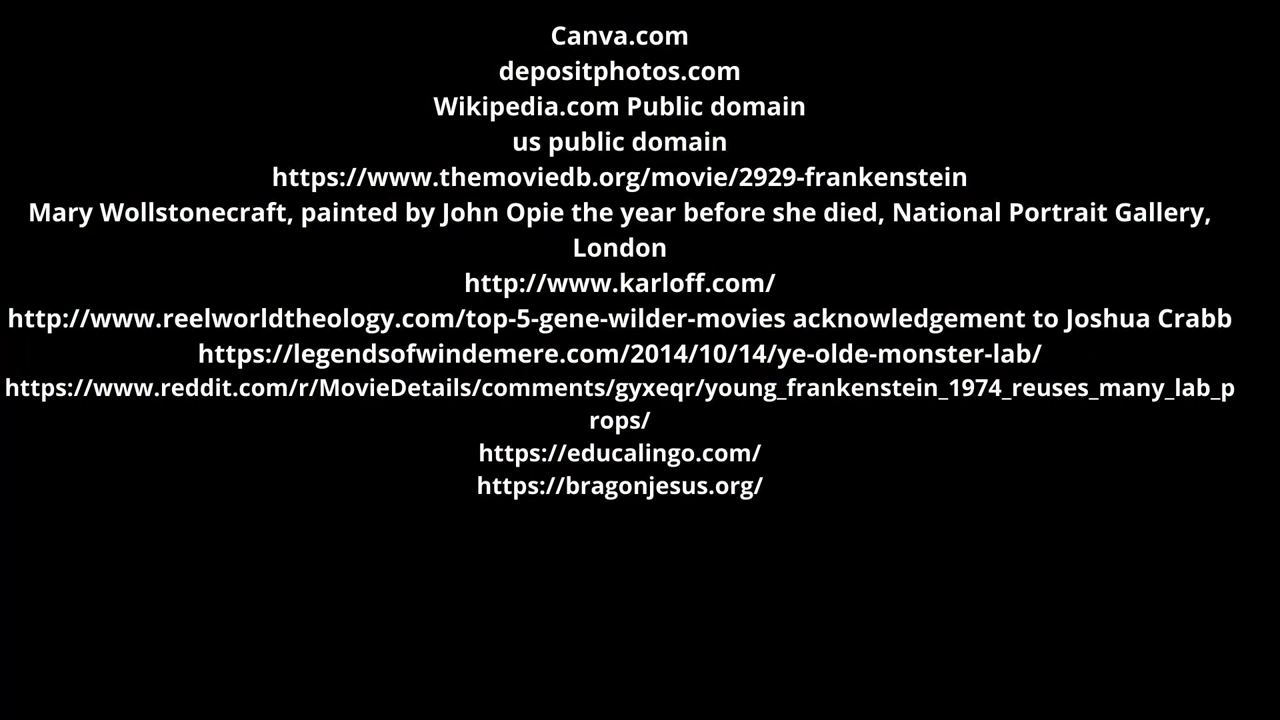 Canva.com
depositphotos.com
Wikipedia.com Public domain
us public domain
https://www.themoviedb.org/movie/2929-frankenstein
Mary Wollstonecraft, painted by John Opie the year before she died, National Portrait Gallery,
London
http://www.karloff.com/
http://www.reelworldtheology.com/top-5-gene-wilder-movies acknowledgement to Joshua Crabb
https://legendsofwindemere.com/2014/10/14/ye-olde-monster-lab/
https://www.reddit.com/r/MovieDetails/comments/gyxeqr/young_frankenstein_1974_reuses_many_lab_p
rops/
https://educalingo.com/
https://bragonjesus.org/